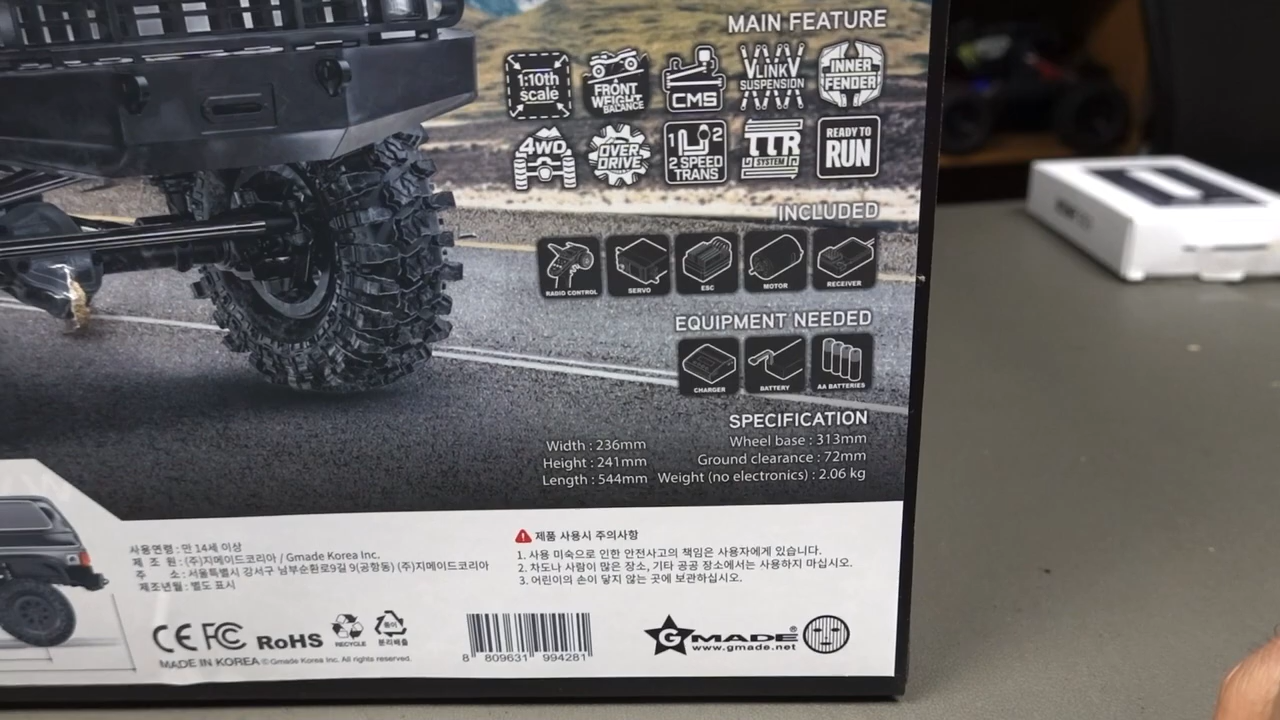 MAIN FEATURE
1:10th scale
FRONT WEIGHT BALANCE
CMS
VLINKV SUSPENSION
INNER FENDER
4WD
OVER DRIVE
1 2 2 SPEED TRANS
TTR SYSTEM
READY TO RUN
INCLUDED
RADIO CONTROL
SERVO
ESC
MOTOR
RECEIVER
EQUIPMENT NEEDED
CHARGER
BATTERY
AA BATTERIES
SPECIFICATION
Width : 236mm
Height : 241mm
Length : 544mm
Wheel base : 313mm
Ground clearance : 72mm
Weight (no electronics) : 2.06 kg
사용연령 : 만 14세 이상
제 조 원 : (주)지메이드코리아 / Gmade Korea Inc.
주 소 : 서울특별시 강서구 남부순환로9길 9(공항동) (주)지메이드코리아
제조년월 : 별도 표시
제품 사용시 주의사항
1. 사용 미숙으로 인한 안전사고의 책임은 사용자에게 있습니다.
2. 차도나 사람이 많은 장소, 기타 공공 장소에서는 사용하지 마십시오.
3. 어린이의 손이 닿지 않는 곳에 보관하십시오.
CE FC RoHS
RECYCLE
종이
분리배출
MADE IN KOREA © Gmade Korea Inc. All rights reserved.
8 809631 994281
GMADE®
www.gmade.net